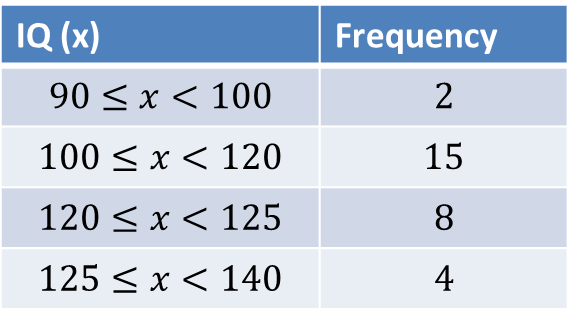 IQ (x) Frequency
90 ≤ x < 100 2
100 ≤ x < 120 15
120 ≤ x < 125 8
125 ≤ x < 140 4